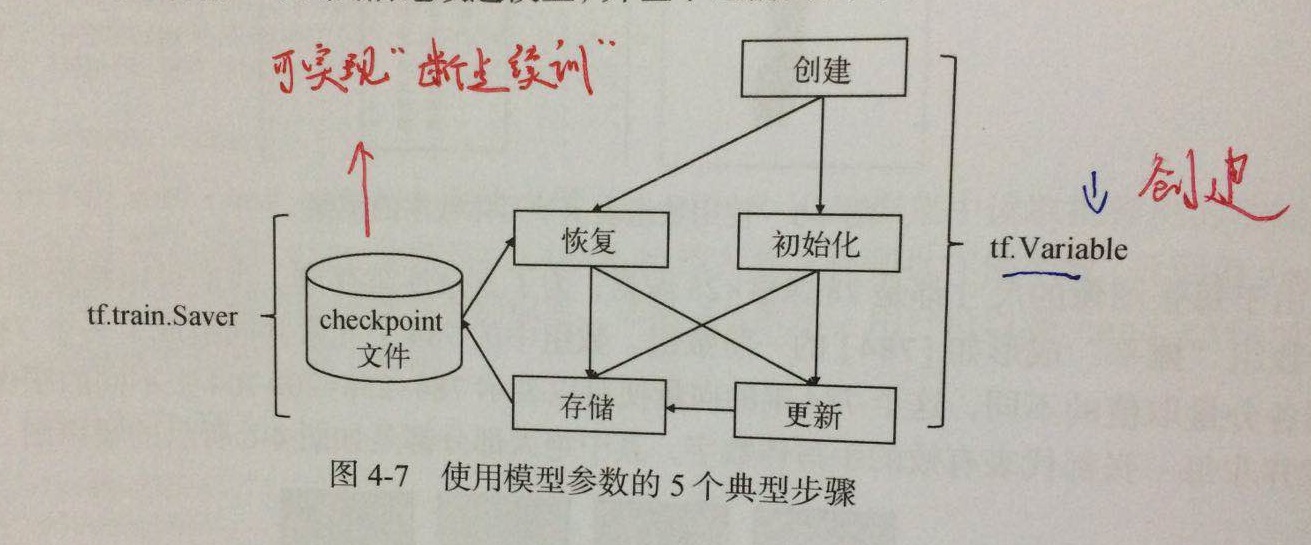 可实现“断点续训”
创建
创建
恢复
初始化
tf.Variable
tf.train.Saver
checkpoint
文件
存储
更新
图 4-7 使用模型参数的 5 个典型步骤